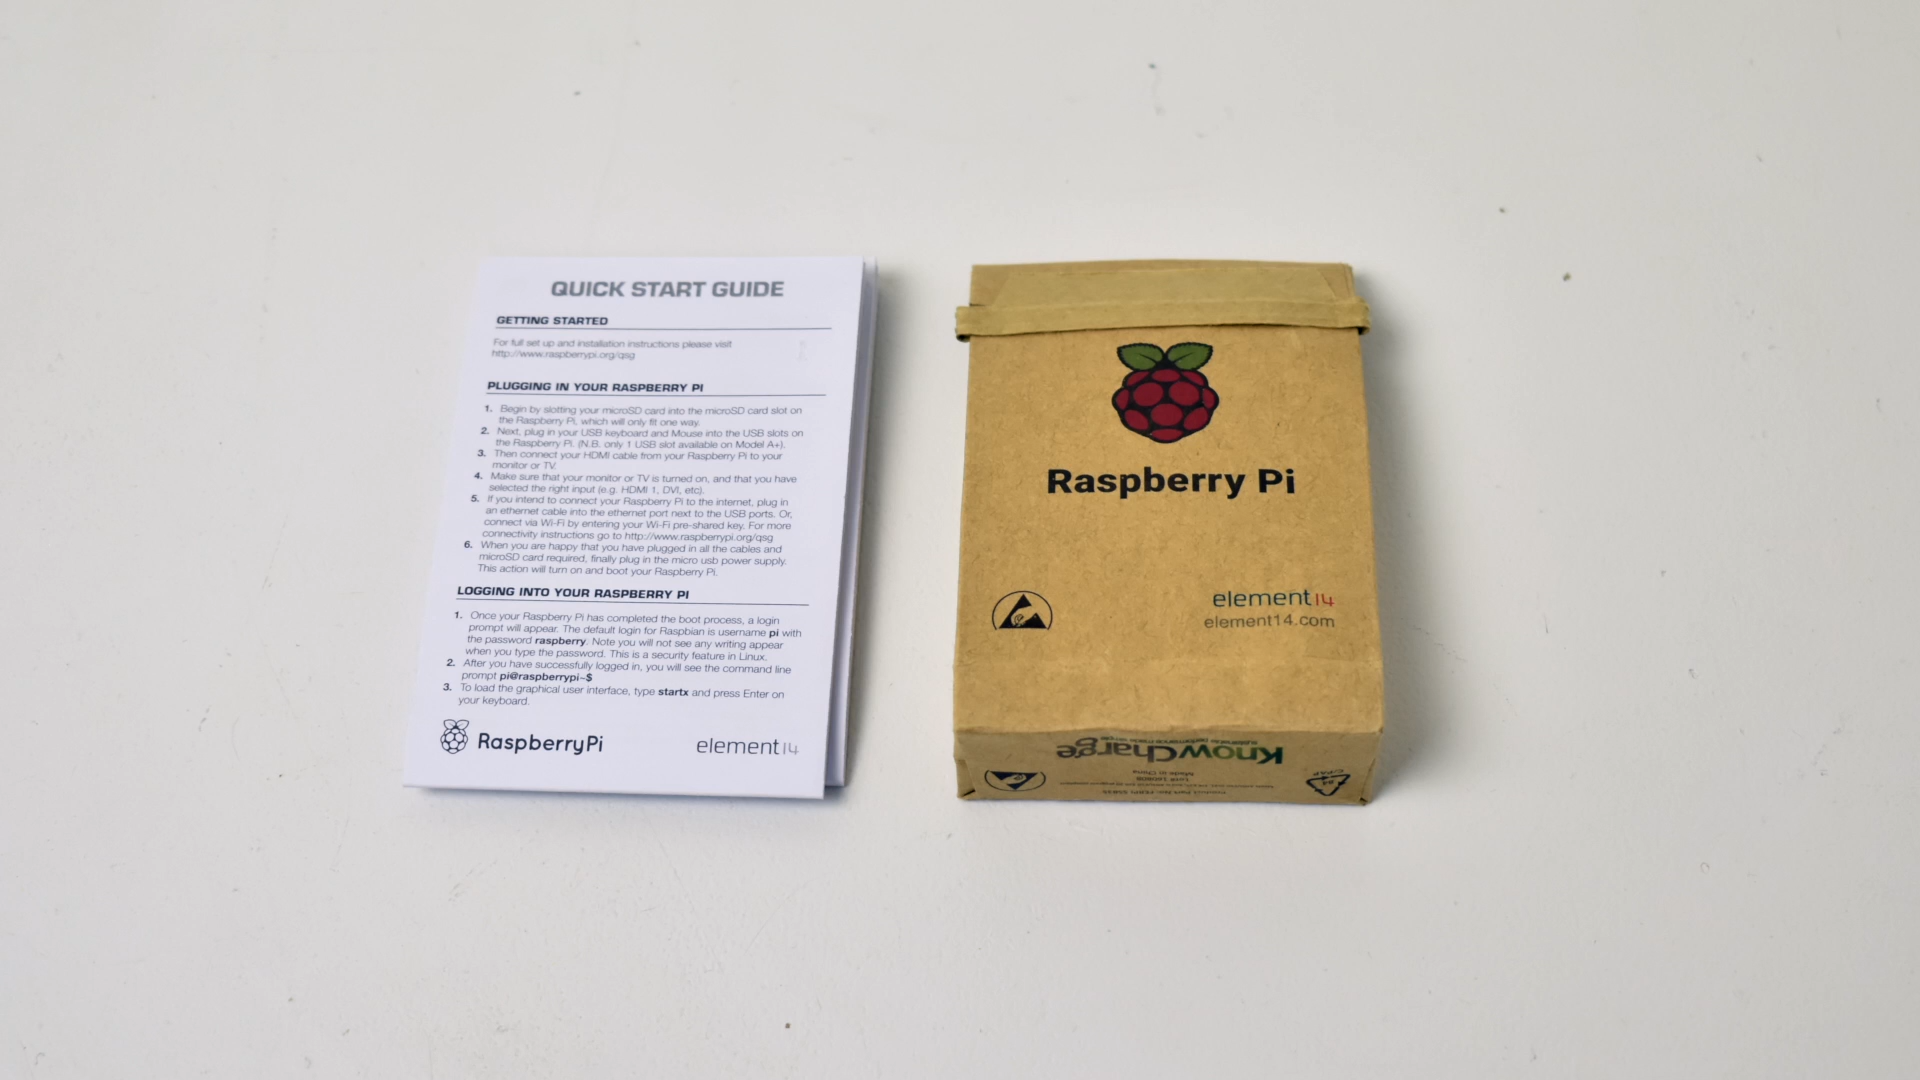 QUICK START GUIDE
GETTING STARTED
For full set up and installation instructions please visit
http://www.raspberrypi.org/qsg
PLUGGING IN YOUR RASPBERRY PI
1. Begin by slotting your microSD card into the microSD card slot on
the Raspberry Pi, which will only fit one way.
2. Next, plug in your USB keyboard and Mouse into the USB slots on
the Raspberry Pi. (N.B. only 1 USB slot available on Model A+).
3. Then connect your HDMI cable from your Raspberry Pi to your
monitor or TV.
4. Make sure that your monitor or TV is turned on, and that you have
selected the right input (e.g. HDMI 1, DVI, etc).
5. If you intend to connect your Raspberry Pi to the internet, plug in
an ethernet cable into the ethernet port next to the USB ports. Or,
connect via Wi-Fi by entering your Wi-Fi pre-shared key. For more
connectivity instructions go to http://www.raspberrypi.org/qsg
6. When you are happy that you have plugged in all the cables and
microSD card required, finally plug in the micro usb power supply.
This action will turn on and boot your Raspberry Pi.
LOGGING INTO YOUR RASPBERRY PI
1. Once your Raspberry Pi has completed the boot process, a login
prompt will appear. The default login for Raspbian is username pi with
the password raspberry. Note you will not see any writing appear
when you type the password. This is a security feature in Linux.
2. After you have successfully logged in, you will see the command line
prompt pi@raspberrypi~$
3. To load the graphical user interface, type startx and press Enter on
your keyboard.
RaspberryPi
element14
Raspberry Pi
element14
element14.com
KnowCharge
Made in China